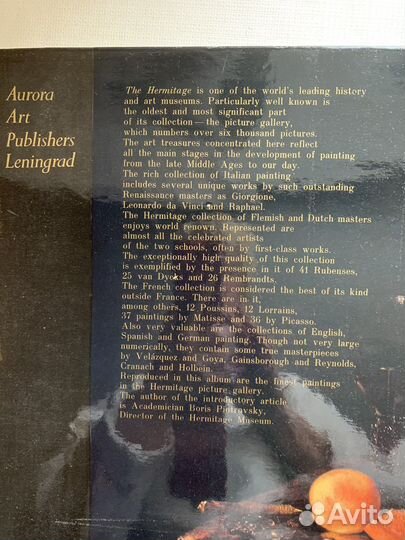 Aurora
Art
Publishers
Leningrad
The Hermitage is one of the world's leading history
and art museums. Particularly well known is
the oldest and most significant part
of its collection — the picture gallery,
which numbers over six thousand pictures.
The art treasures concentrated here reflect
all the main stages in the development of painting
from the late Middle Ages to our day.
The rich collection of Italian painting
includes several unique works by such outstanding
Renaissance masters as Giorgione,
Leonardo da Vinci and Raphael.
The Hermitage collection of Flemish and Dutch masters
enjoys world renown. Represented are
almost all the celebrated artists
of the two schools, often by first-class works.
The exceptionally high quality of this collection
is exemplified by the presence in it of 41 Rubenses,
25 van Dycks and 26 Rembrandts.
The French collection is considered the best of its kind
outside France. There are in it,
among others, 12 Poussins, 12 Lorrains,
37 paintings by Matisse and 36 by Picasso.
Also very valuable are the collections of English,
Spanish and German painting. Though not very large
numerically, they contain some true masterpieces
by Velázquez and Goya, Gainsborough and Reynolds,
Cranach and Holbein.
Reproduced in this album are the finest paintings
in the Hermitage picture gallery.
The author of the introductory article
is Academician Boris Piotrovsky,
Director of the Hermitage Museum.
Avito